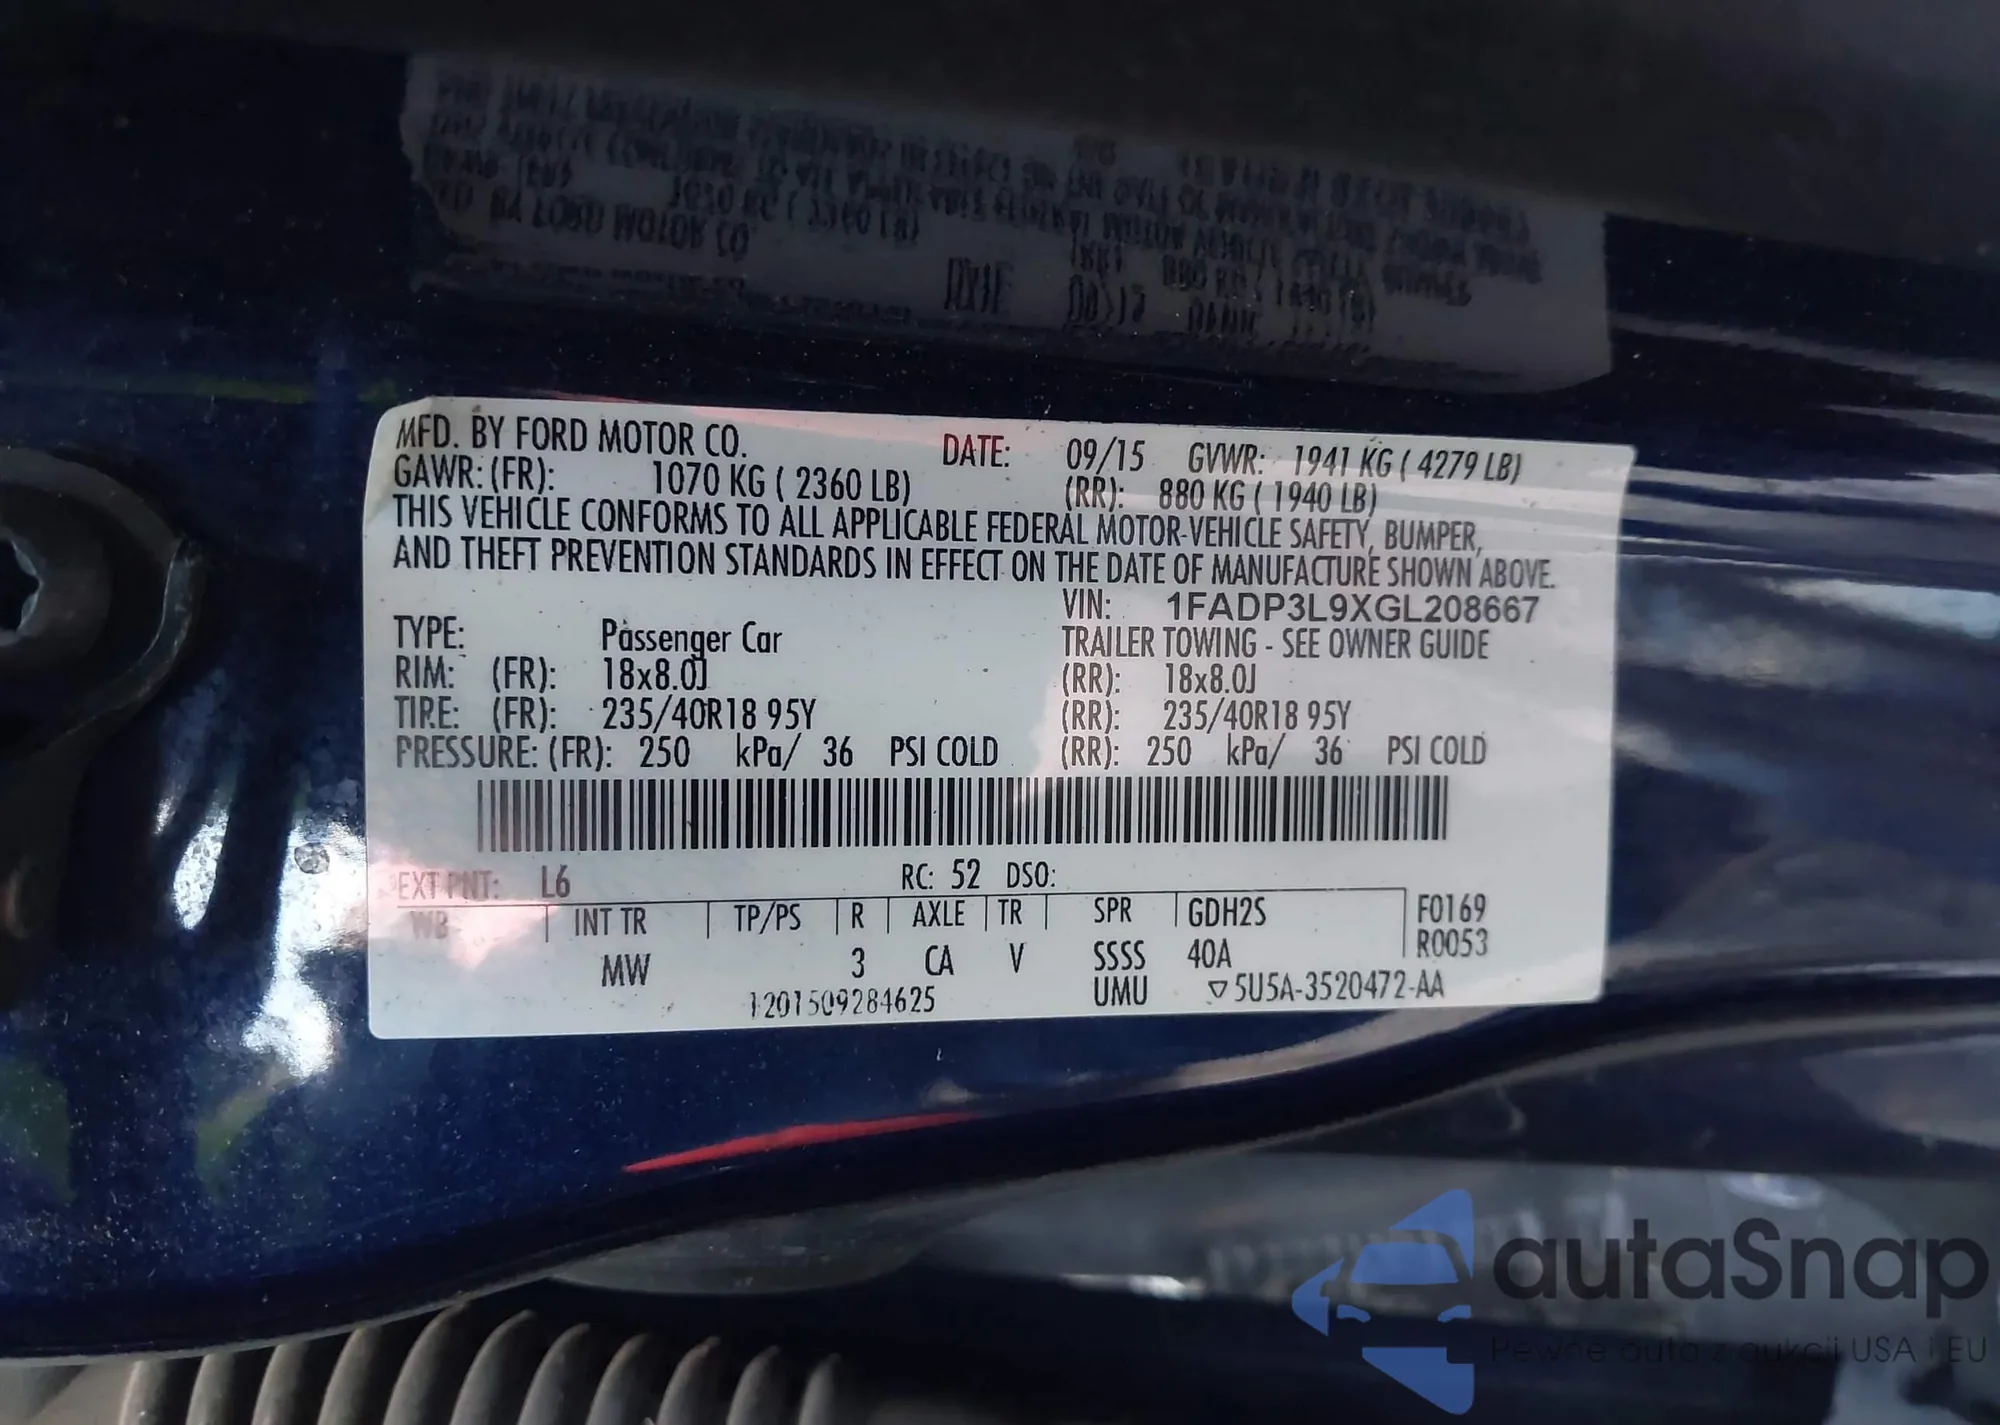 MFD. BY FORD MOTOR CO. DATE: 09/15 GVWR: 1941 KG ( 4279 LB)
GAWR: (FR): 1070 KG ( 2360 LB) (RR): 880 KG ( 1940 LB)
THIS VEHICLE CONFORMS TO ALL APPLICABLE FEDERAL MOTOR-VEHICLE SAFETY, BUMPER,
AND THEFT PREVENTION STANDARDS IN EFFECT ON THE DATE OF MANUFACTURE SHOWN ABOVE.
VIN: 1FADP3L9XGL208667
TYPE: Passenger Car TRAILER TOWING - SEE OWNER GUIDE
RIM: (FR): 18x8.0J (RR): 18x8.0J
TIRE: (FR): 235/40R18 95Y (RR): 235/40R18 95Y
PRESSURE: (FR): 250 kPa/ 36 PSI COLD (RR): 250 kPa/ 36 PSI COLD
EXT PNT: L6 RC: 52 DSO:
WB INT TR TP/PS R AXLE TR SPR GDH2S F0169
MW 3 CA V SSSS 40A R0053
1201509284625 UMU ▽5U5A-3520472-AA
autaSnap
Pewne auta z aukcji USA i EU